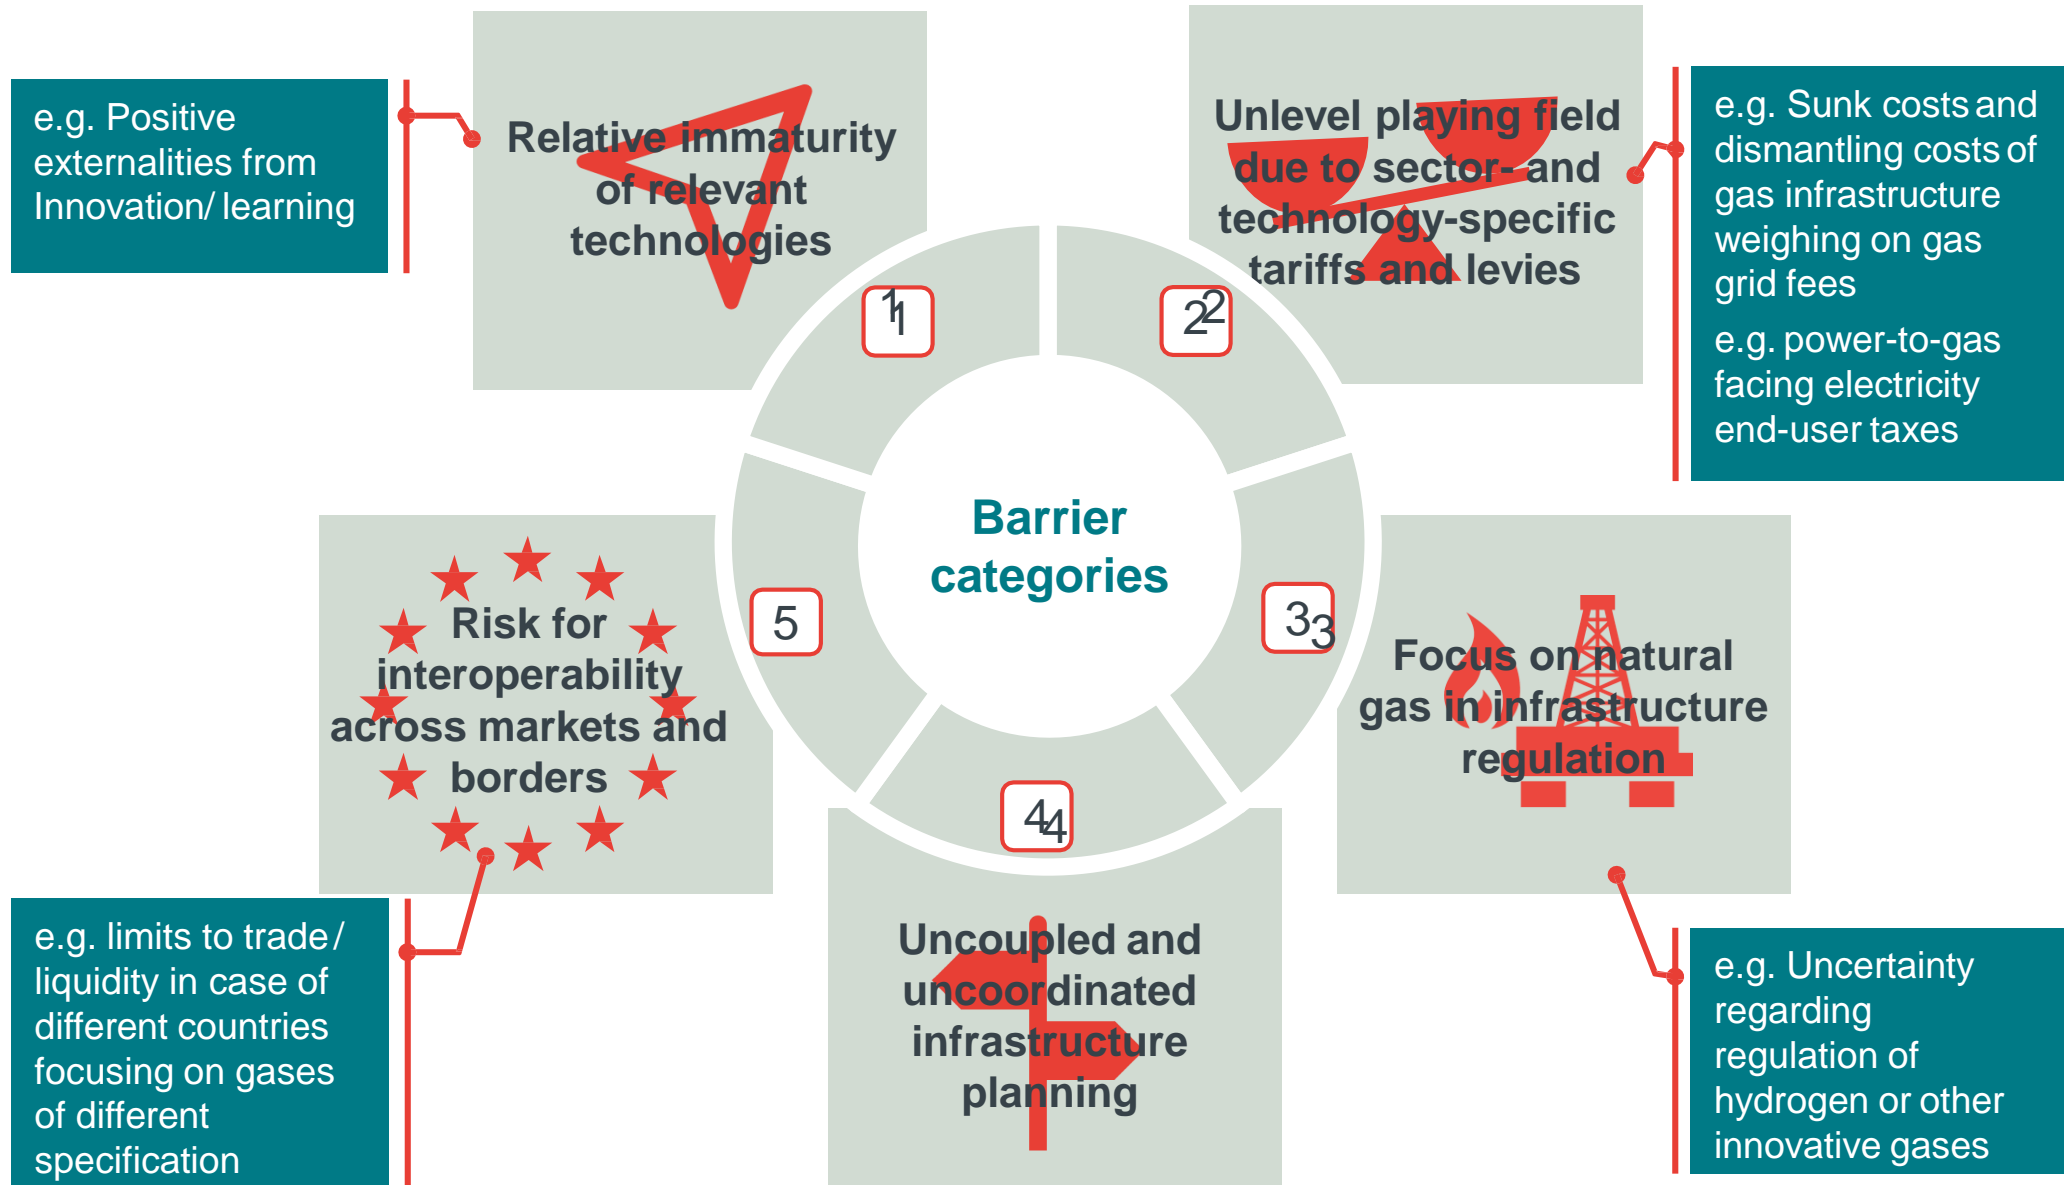 e.g. Positive
externalities from
Innovation/ learning
Relative immaturity
of relevant
technologies
Unlevel playing field
due to sector- and
technology-specific
tariffs and levies
e.g. Sunk costs and
dismantling costs of
gas infrastructure
weighing on gas
grid fees
e.g. power-to-gas
facing electricity
end-user taxes
1
1
2
2
Barrier
categories
5
3
3
4
4
Risk for
interoperability
across markets and
borders
Focus on natural
gas in infrastructure
regulation
Uncoupled and
uncoordinated
infrastructure
planning
e.g. limits to trade/
liquidity in case of
different countries
focusing on gases
of different
specification
e.g. Uncertainty
regarding
regulation of
hydrogen or other
innovative gases